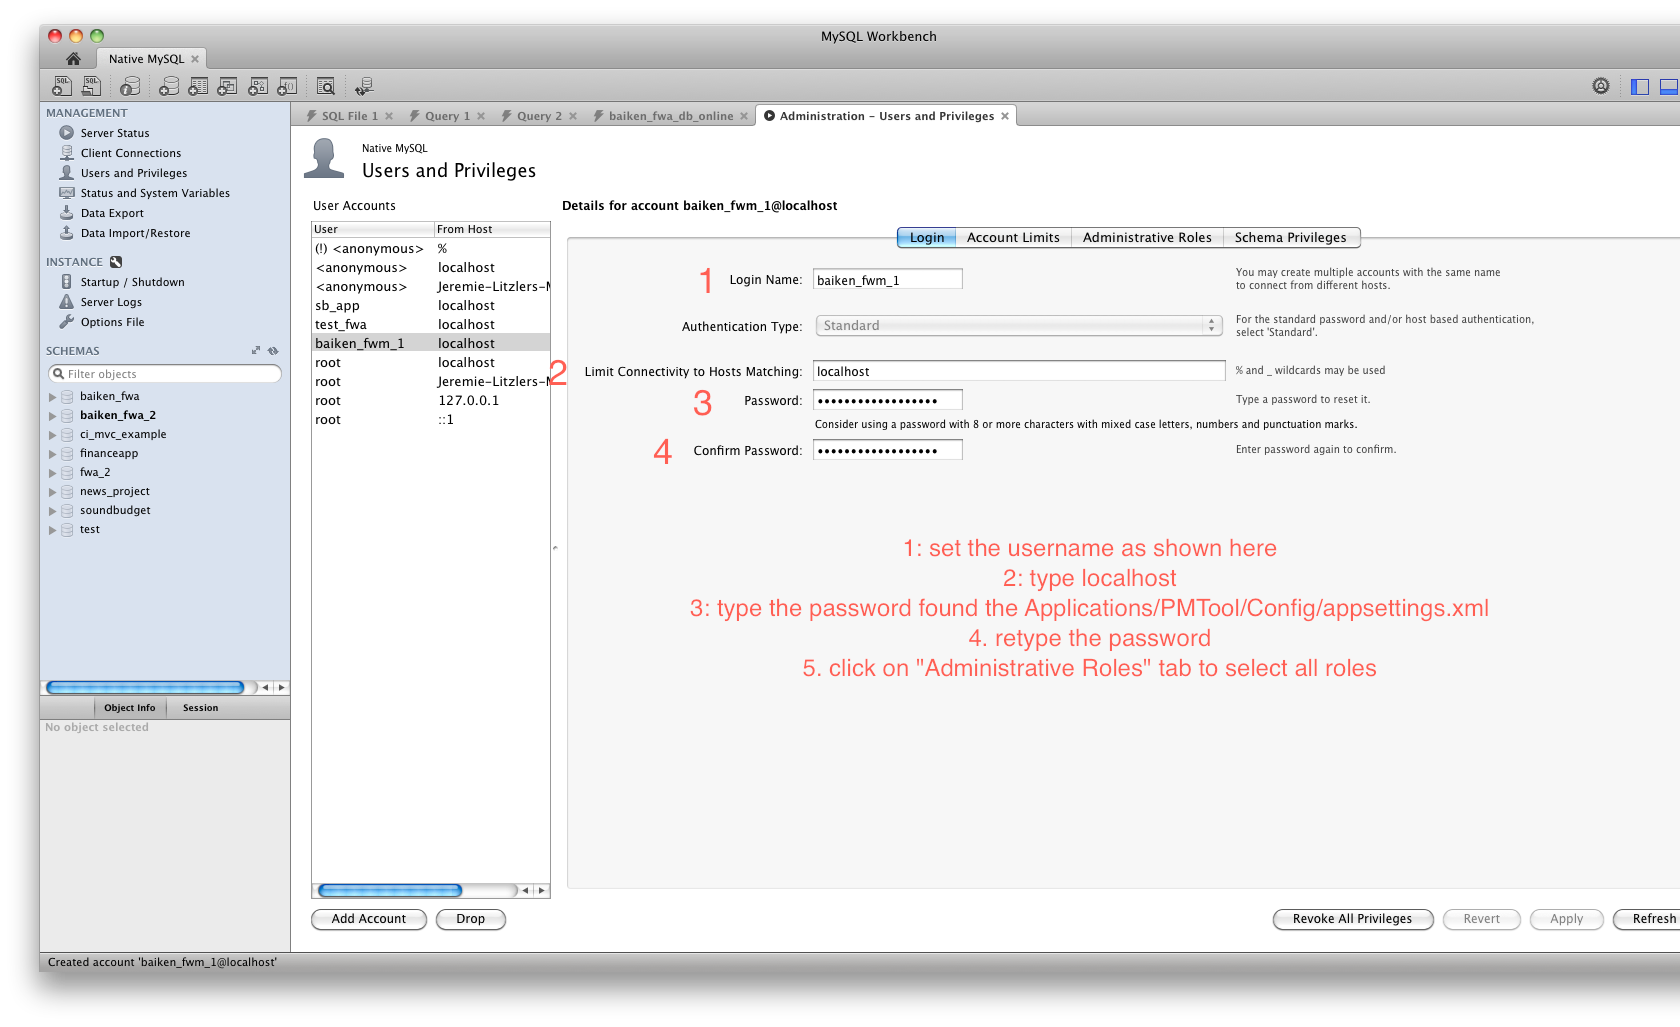 MySQL Workbench
Native MySQL
MANAGEMENT
Server Status
Client Connections
Users and Privileges
Status and System Variables
Data Export
Data Import/Restore
INSTANCE
Startup / Shutdown
Server Logs
Options File
SCHEMAS
Filter objects
baiken_fwa
baiken_fwa_2
ci_mvc_example
financeapp
fwa_2
news_project
soundbudget
test
Object Info Session
No object selected
SQL File 1 Query 1 Query 2 baiken_fwa_db_online Administration - Users and Privileges
Native MySQL
Users and Privileges
User Accounts
User From Host
(!) <anonymous> %
<anonymous> localhost
<anonymous> Jeremie-Litzlers-M
sb_app localhost
test_fwa localhost
baiken_fwm_1 localhost
root localhost
root Jeremie-Litzlers-M
root 127.0.0.1
root ::1
Add Account Drop
Details for account baiken_fwm_1@localhost
Login Account Limits Administrative Roles Schema Privileges
1 Login Name: baiken_fwm_1
You may create multiple accounts with the same name
to connect from different hosts.
Authentication Type: Standard
For the standard password and/or host based authentication,
select 'Standard'.
2 Limit Connectivity to Hosts Matching: localhost
% and _ wildcards may be used
3 Password: ••••••••••••••••••
Type a password to reset it.
Consider using a password with 8 or more characters with mixed case letters, numbers and punctuation marks.
4 Confirm Password: ••••••••••••••••••
Enter password again to confirm.
1: set the username as shown here
2: type localhost
3: type the password found the Applications/PMTool/Config/appsettings.xml
4. retype the password
5. click on "Administrative Roles" tab to select all roles
Revoke All Privileges Revert Apply Refresh
Created account 'baiken_fwm_1@localhost'